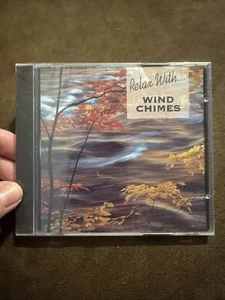 Relax With...
WIND
CHIMES